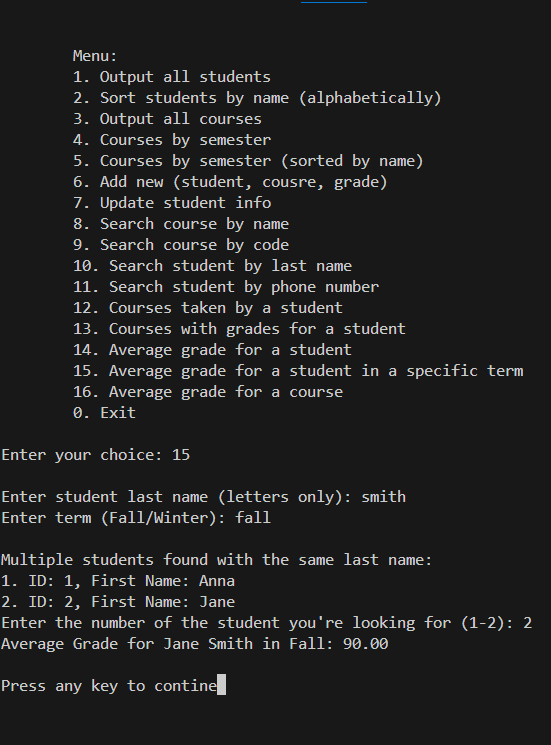 Menu:
1. Output all students
2. Sort students by name (alphabetically)
3. Output all courses
4. Courses by semester
5. Courses by semester (sorted by name)
6. Add new (student, cousre, grade)
7. Update student info
8. Search course by name
9. Search course by code
10. Search student by last name
11. Search student by phone number
12. Courses taken by a student
13. Courses with grades for a student
14. Average grade for a student
15. Average grade for a student in a specific term
16. Average grade for a course
0. Exit
Enter your choice: 15
Enter student last name (letters only): smith
Enter term (Fall/Winter): fall
Multiple students found with the same last name:
1. ID: 1, First Name: Anna
2. ID: 2, First Name: Jane
Enter the number of the student you're looking for (1-2): 2
Average Grade for Jane Smith in Fall: 90.00
Press any key to contine